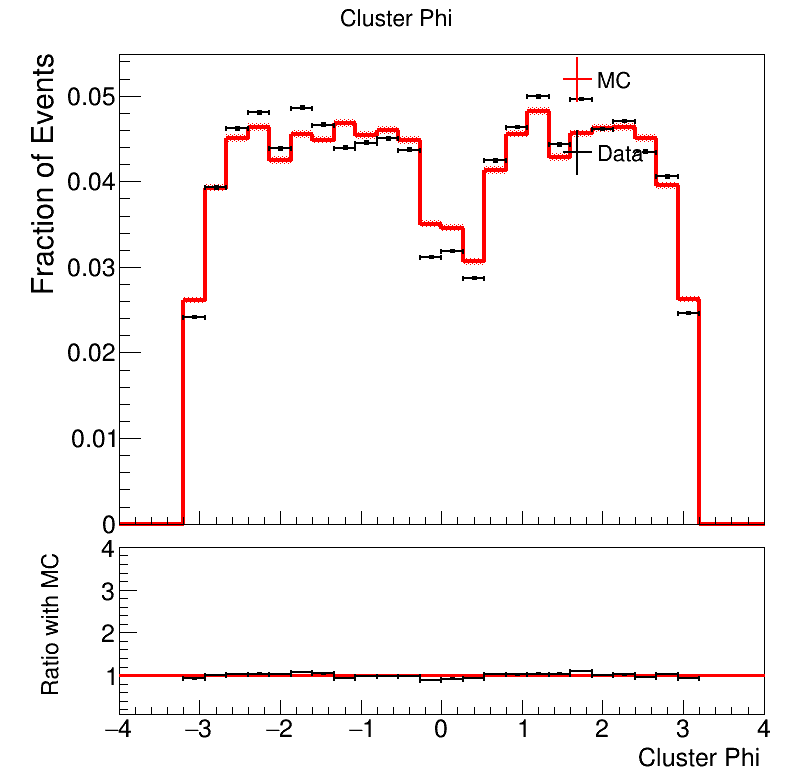 Cluster Phi
Fraction of Events
0.05
0.04
0.03
0.02
0.01
0
MC
Data
Ratio with MC
4
3
2
1
−4 −3 −2 −1 0 1 2 3 4
Cluster Phi